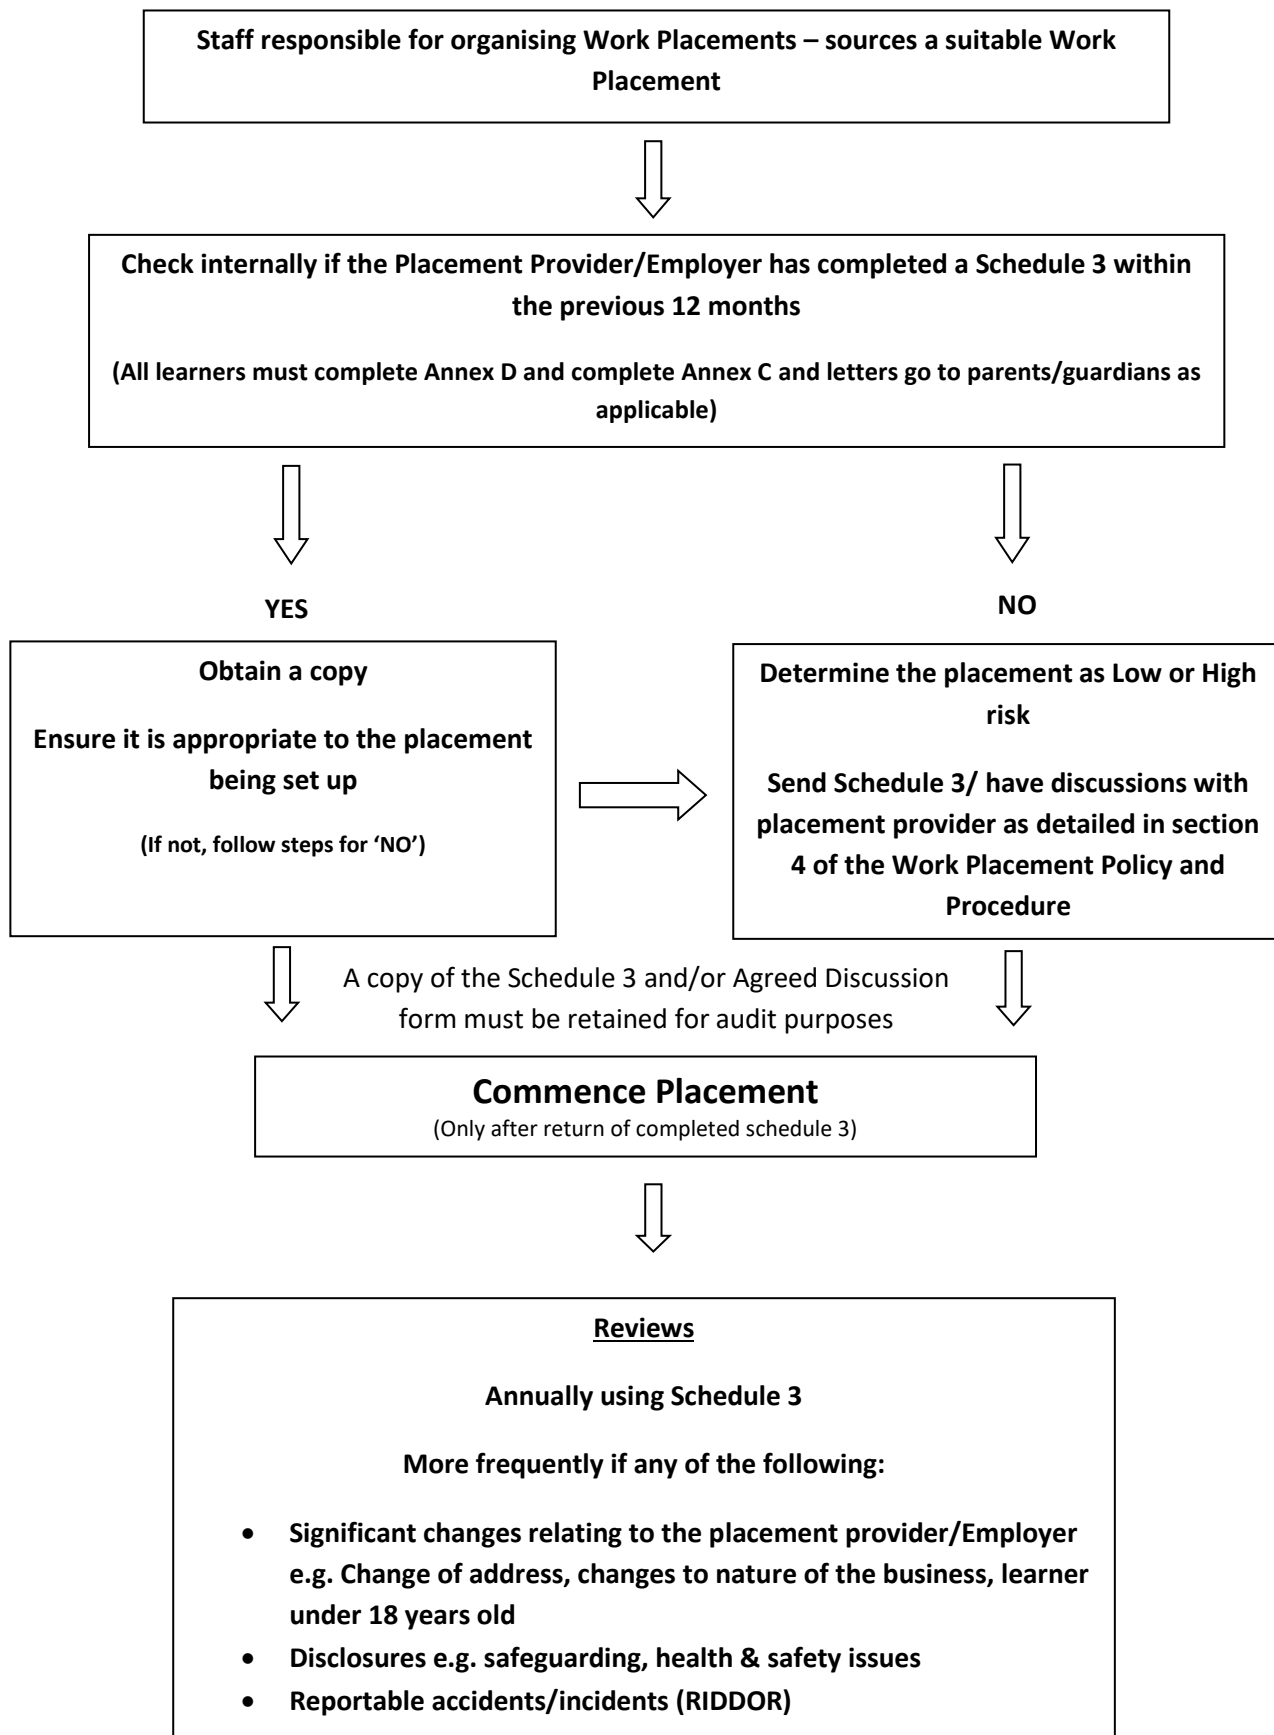 Staff responsible for organising Work Placements – sources a suitable Work
Placement
Check internally if the Placement Provider/Employer has completed a Schedule 3 within
the previous 12 months
(All learners must complete Annex D and complete Annex C and letters go to parents/guardians as
applicable)
YES
Obtain a copy
Ensure it is appropriate to the placement
being set up
(If not, follow steps for ‘NO’)
NO
Determine the placement as Low or High
risk
Send Schedule 3/ have discussions with
placement provider as detailed in section
4 of the Work Placement Policy and
Procedure
A copy of the Schedule 3 and/or Agreed Discussion
form must be retained for audit purposes
Commence Placement
(Only after return of completed schedule 3)
Reviews
Annually using Schedule 3
More frequently if any of the following:
• Significant changes relating to the placement provider/Employer
e.g. Change of address, changes to nature of the business, learner
under 18 years old
• Disclosures e.g. safeguarding, health & safety issues
• Reportable accidents/incidents (RIDDOR)